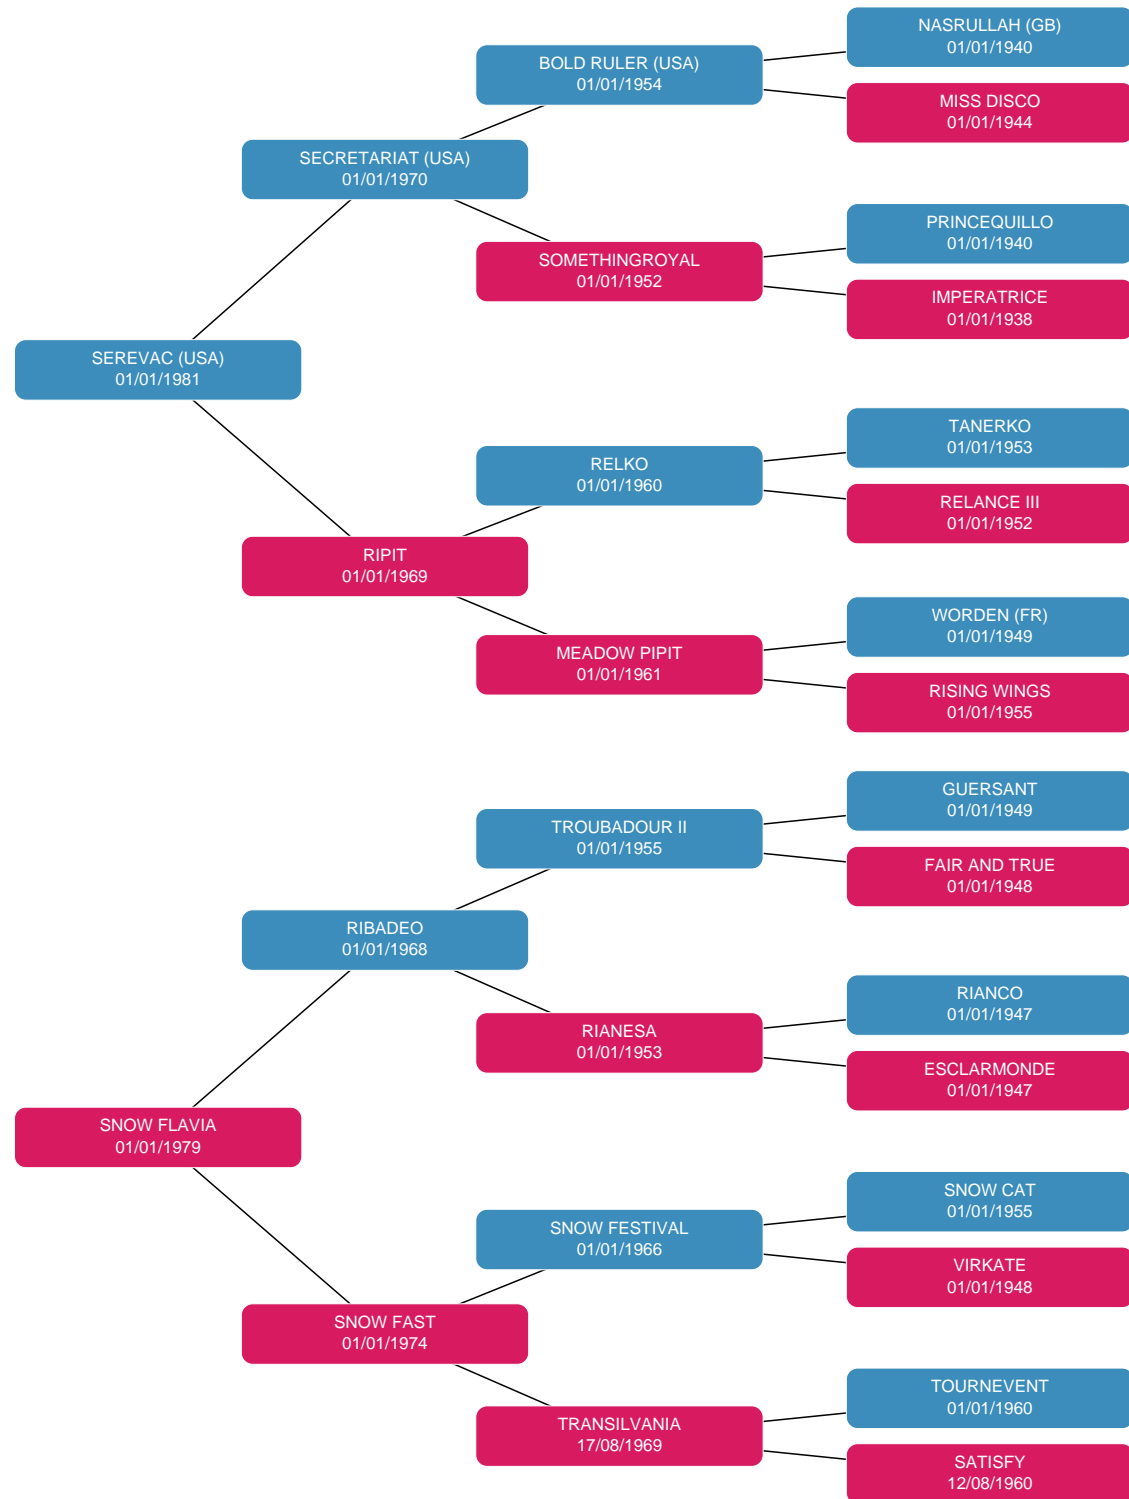 NASRULLAH (GB)
01/01/1940
BOLD RULER (USA)
01/01/1954
MISS DISCO
01/01/1944
SECRETARIAT (USA)
01/01/1970
PRINCEQUILLO
01/01/1940
SOMETHINGROYAL
01/01/1952
IMPERATRICE
01/01/1938
SEREVAC (USA)
01/01/1981
TANERKO
01/01/1953
RELKO
01/01/1960
RELANCE III
01/01/1952
RIPIT
01/01/1969
WORDEN (FR)
01/01/1949
MEADOW PIPIT
01/01/1961
RISING WINGS
01/01/1955
GUERSANT
01/01/1949
TROUBADOUR II
01/01/1955
FAIR AND TRUE
01/01/1948
RIBADEO
01/01/1968
RIANCO
01/01/1947
RIANESA
01/01/1953
ESCLARMONDE
01/01/1947
SNOW FLAVIA
01/01/1979
SNOW CAT
01/01/1955
SNOW FESTIVAL
01/01/1966
VIRKATE
01/01/1948
SNOW FAST
01/01/1974
TOURNEVENT
01/01/1960
TRANSILVANIA
17/08/1969
SATISFY
12/08/1960